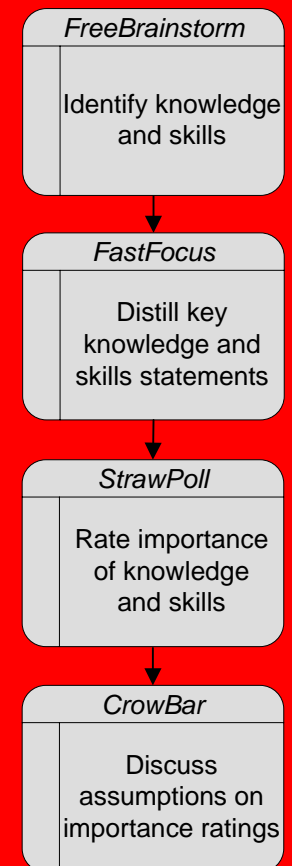 FreeBrainstorm
Identify knowledge
and skills
FastFocus
Distill key
knowledge and
skills statements
StrawPoll
Rate importance
of knowledge
and skills
CrowBar
Discuss
assumptions on
importance ratings